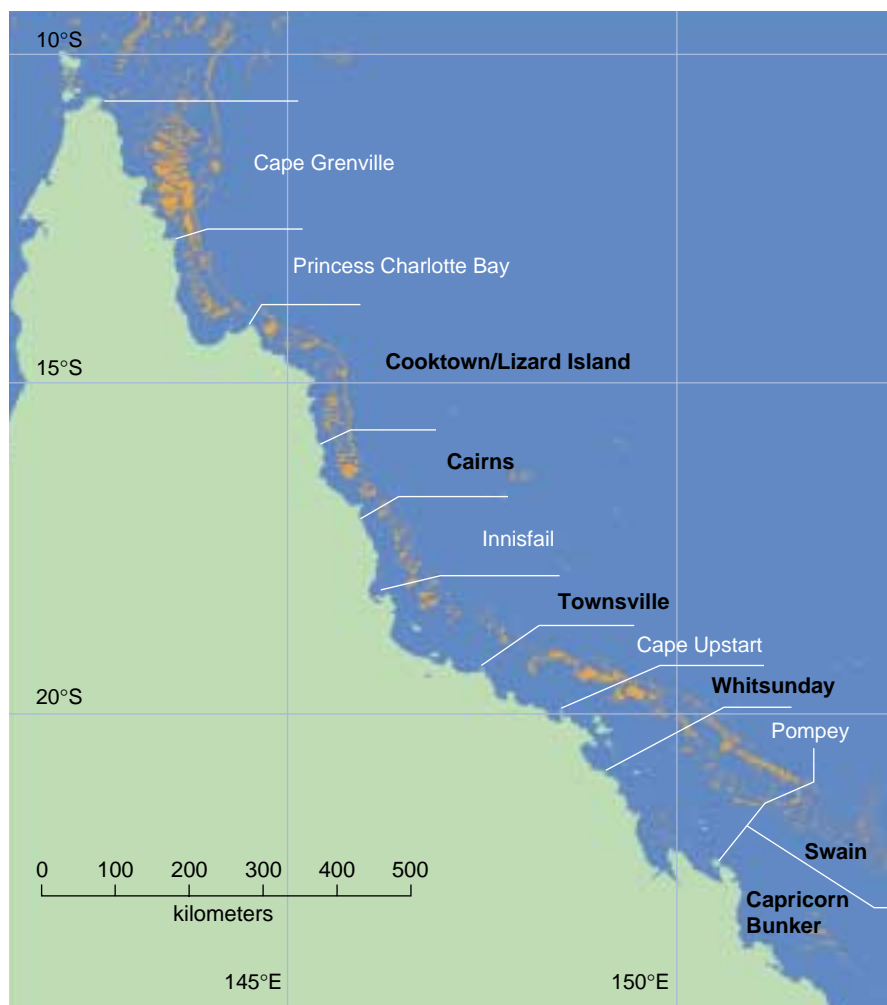 10°S
Cape Grenville
Princess Charlotte Bay
Cooktown/Lizard Island
15°S
Cairns
Innisfail
Townsville
Cape Upstart
Whitsunday
20°S
Pompey
Swain
0 100 200 300 400 500
kilometers
Capricorn
Bunker
145°E
150°E